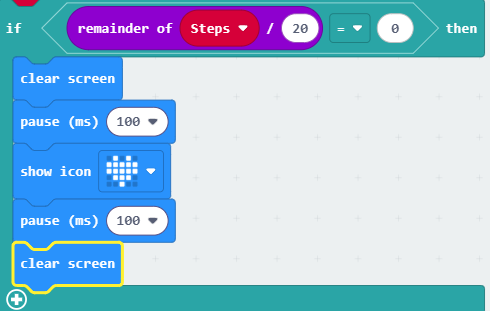 if remainder of Steps / 20 = 0 then
clear screen
pause (ms) 100
show icon
pause (ms) 100
clear screen